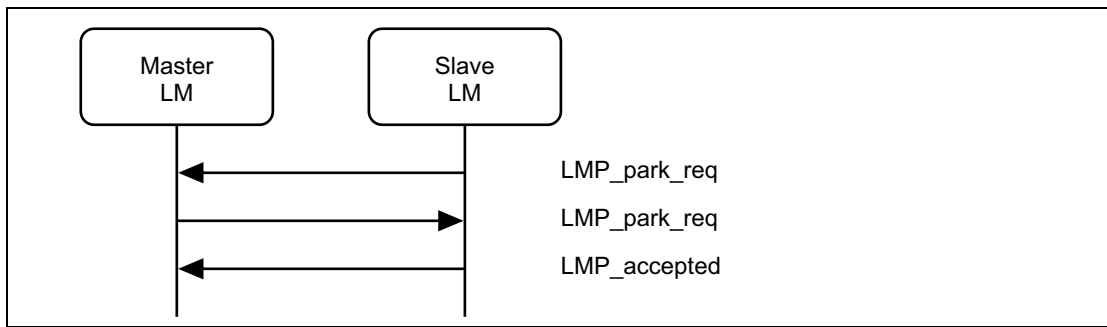 Master
LM
Slave
LM
LMP_park_req
LMP_park_req
LMP_accepted